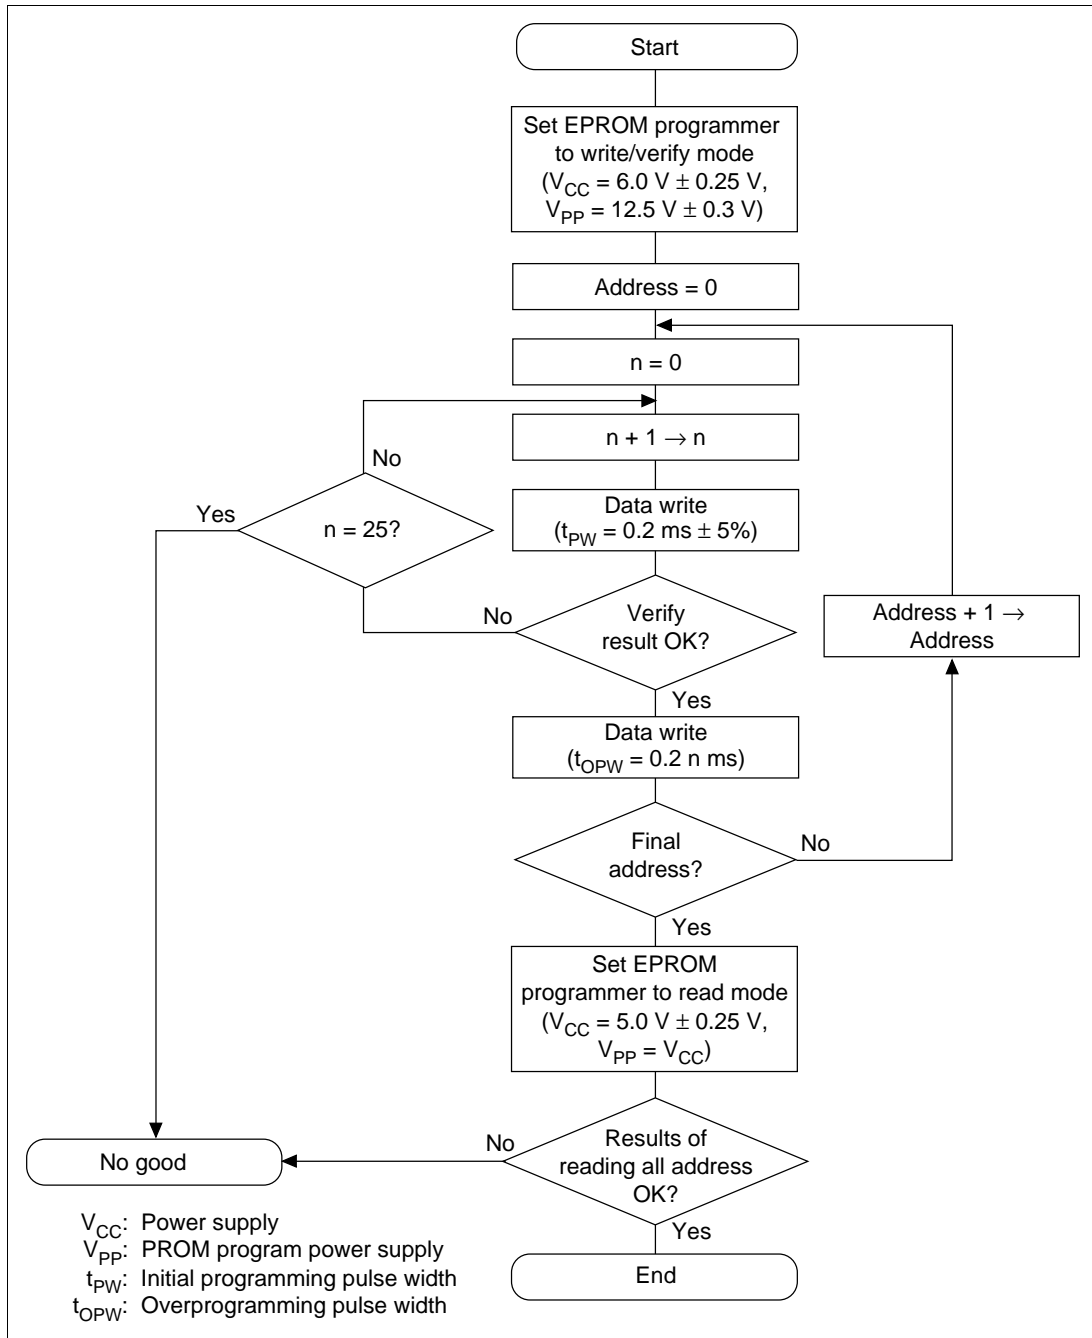 Start
Set EPROM programmer
to write/verify mode
(VCC = 6.0 V ± 0.25 V,
VPP = 12.5 V ± 0.3 V)
Address = 0
n = 0
n + 1 → n
No
Yes
n = 25?
Data write
(tPW = 0.2 ms ± 5%)
No
Verify
result OK?
Address + 1 →
Address
Yes
Data write
(tOPW = 0.2 n ms)
Final
address?
No
Yes
Set EPROM
programmer to read mode
(VCC = 5.0 V ± 0.25 V,
VPP = VCC)
No
Results of
reading all address
OK?
No good
Yes
End
VCC: Power supply
VPP: PROM program power supply
tPW: Initial programming pulse width
tOPW: Overprogramming pulse width